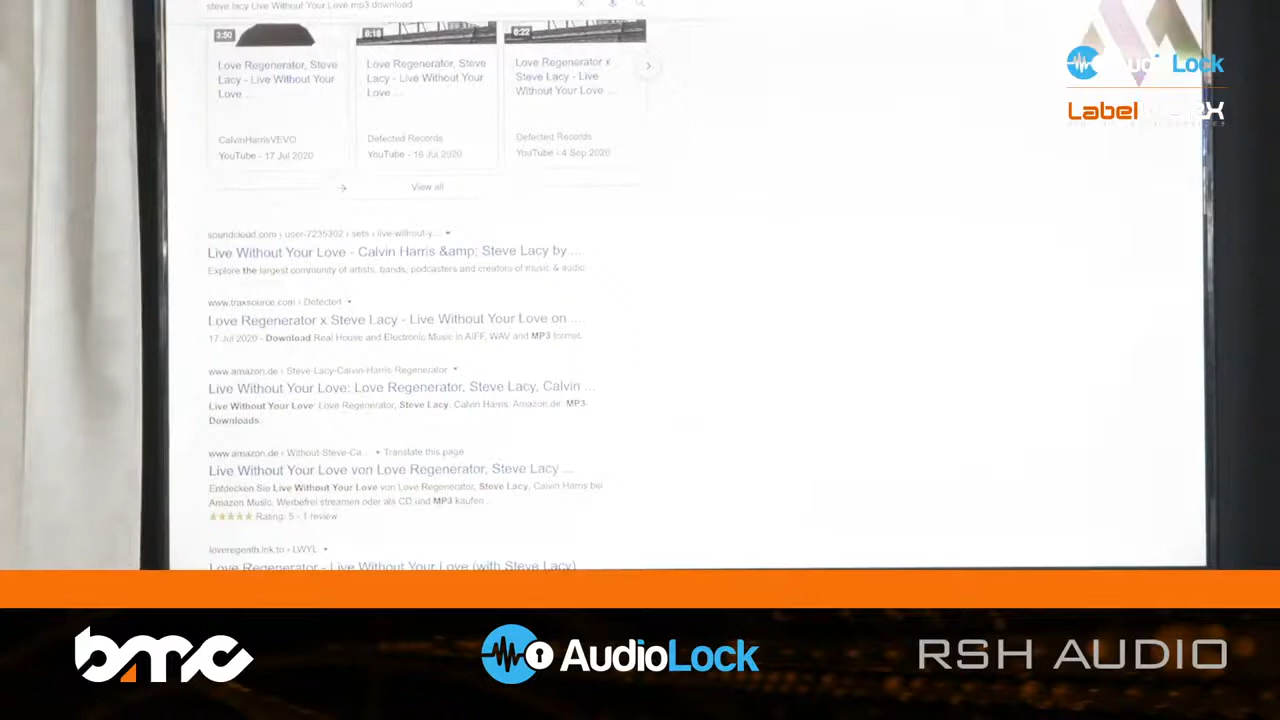 steve lacy Live Without Your Love mp3 download
3:50
6:18
6:22
Love Regenerator, Steve
Lacy - Live Without Your
Love ...
CalvinHarrisVEVO
YouTube - 17 Jul 2020
Love Regenerator, Steve
Lacy - Live Without Your
Love ...
Defected Records
YouTube - 16 Jul 2020
Love Regenerator x
Steve Lacy - Live
Without Your Love ...
Defected Records
YouTube - 4 Sep 2020
View all
soundcloud.com › user-7235302 › sets › live-without-y...
Live Without Your Love - Calvin Harris &amp; Steve Lacy by ...
Explore the largest community of artists, bands, podcasters and creators of music & audio
www.traxsource.com › Defected
Love Regenerator x Steve Lacy - Live Without Your Love on ...
17 Jul 2020 - Download Real House and Electronic Music in AIFF, WAV and MP3 format.
www.amazon.de › Steve-Lacy-Calvin-Harris-Regenerator
Live Without Your Love: Love Regenerator, Steve Lacy, Calvin ...
Live Without Your Love: Love Regenerator, Steve Lacy, Calvin Harris: Amazon.de: MP3-
Downloads
www.amazon.de › Without-Steve-Ca... Translate this page
Live Without Your Love von Love Regenerator, Steve Lacy ...
Entdecken Sie Live Without Your Love von Love Regenerator, Steve Lacy, Calvin Harris bei
Amazon Music. Werbefrei streamen oder als CD und MP3 kaufen ...
Rating: 5 - 1 review
loveregenth.lnk.to › LWYL
Love Regenerator - Live Without Your Love (with Steve Lacy)
AudioLock
LabelWorx
bmc
AudioLock
RSH AUDIO